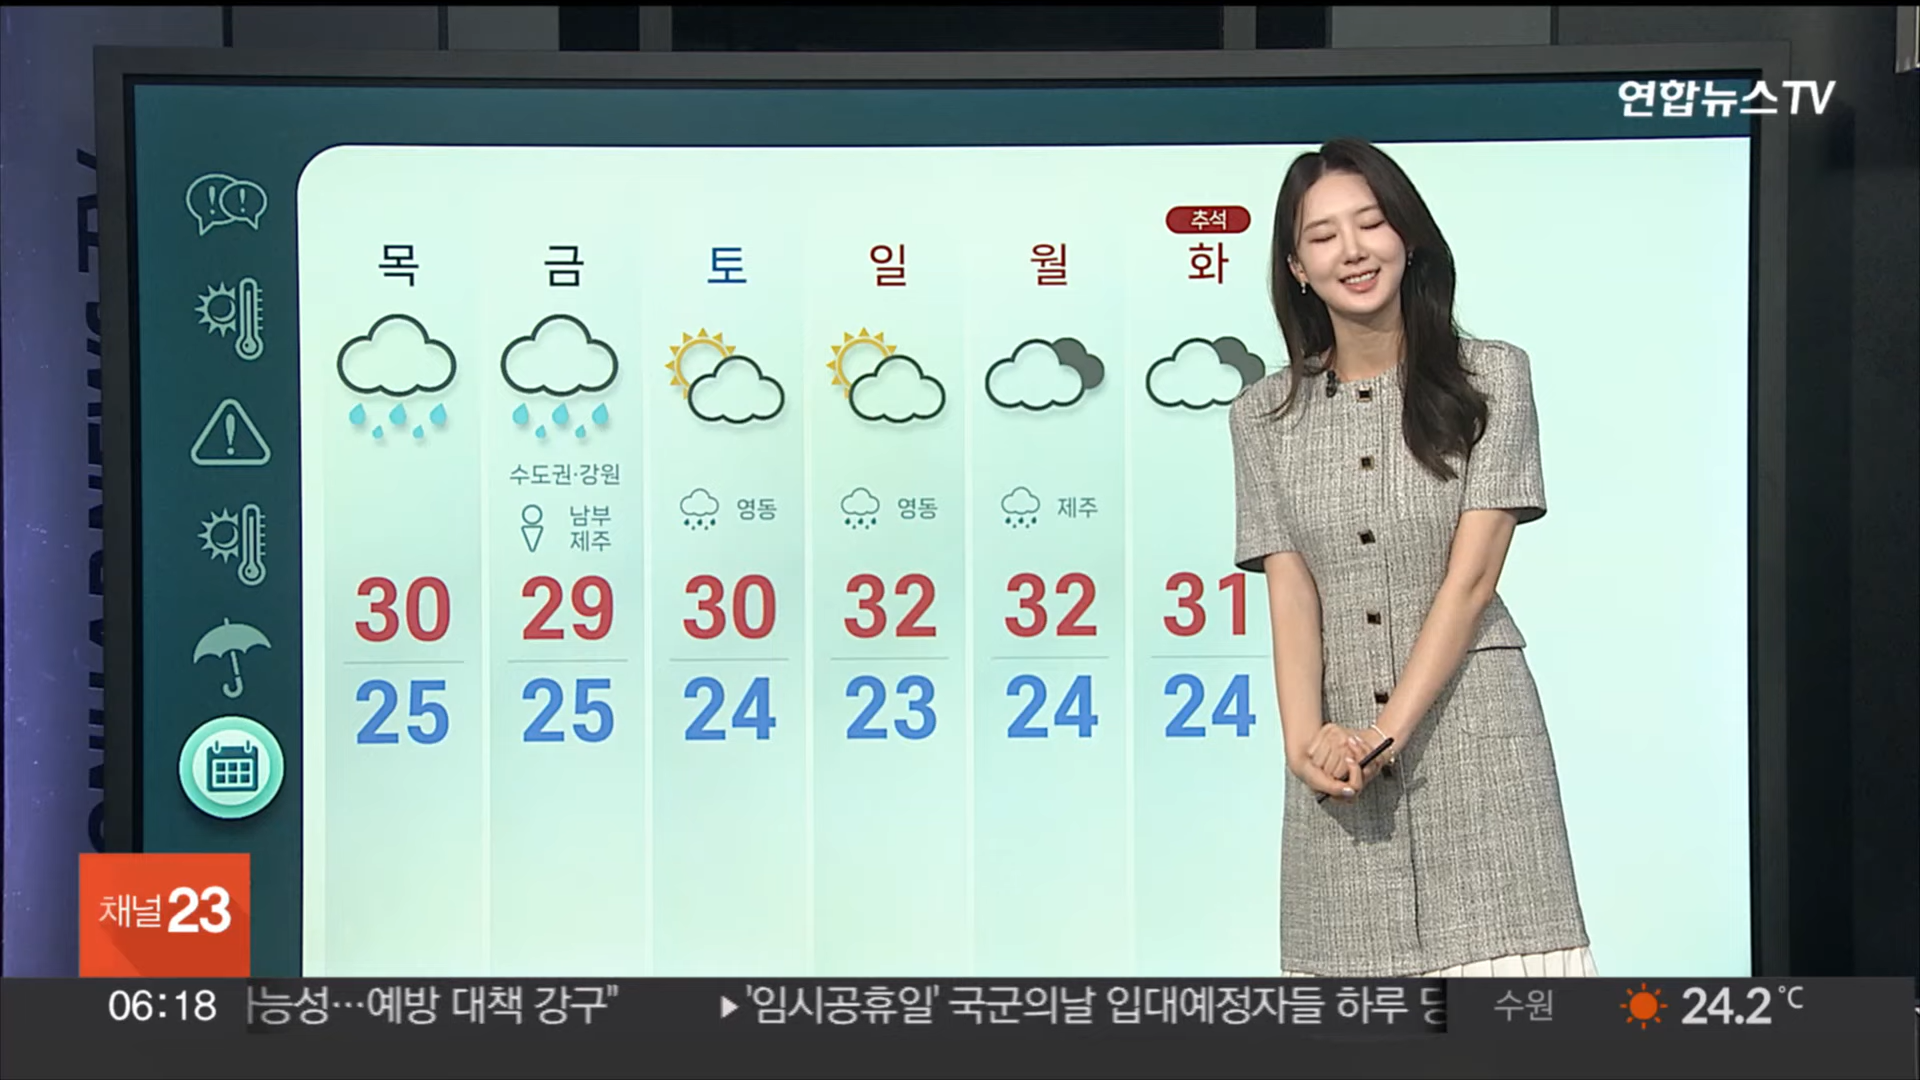 연합뉴스TV
추석
목 금 토 일 월 화
수도권·강원
남부
제주
영동
영동
제주
30 29 30 32 32 31
25 25 24 23 24 24
채널23
06:18
가능성…예방 대책 강구"
▶'임시공휴일' 국군의날 입대예정자들 하루
수원
24.2℃